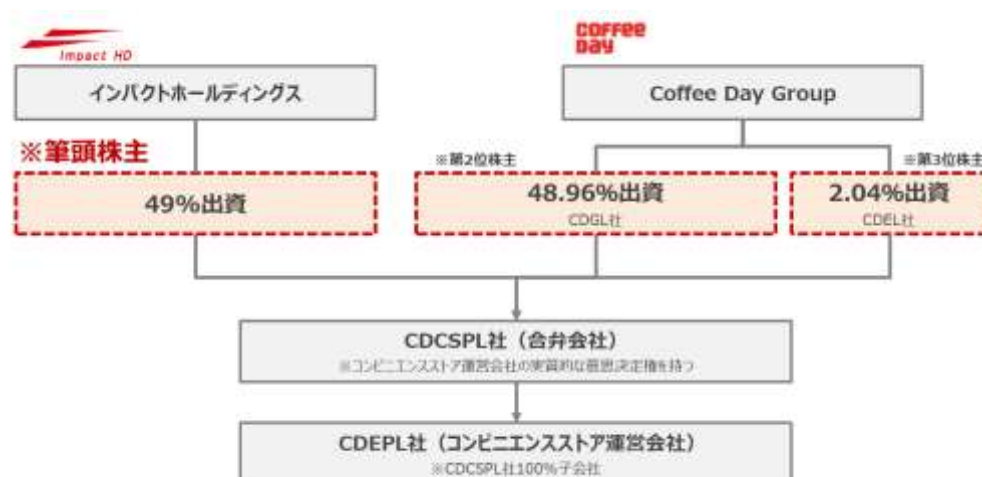 Impact HD
COFFEE DAY
インパクトホールディングス
Coffee Day Group
※筆頭株主
※第2位株主
※第3位株主
49%出資
48.96%出資
CDGL社
2.04%出資
CDEL社
CDCSPL社（合弁会社）
※コンビニエンスストア運営会社の実質的な意思決定権を持つ
CDEPL社（コンビニエンスストア運営会社）
※CDCSPL社100%子会社